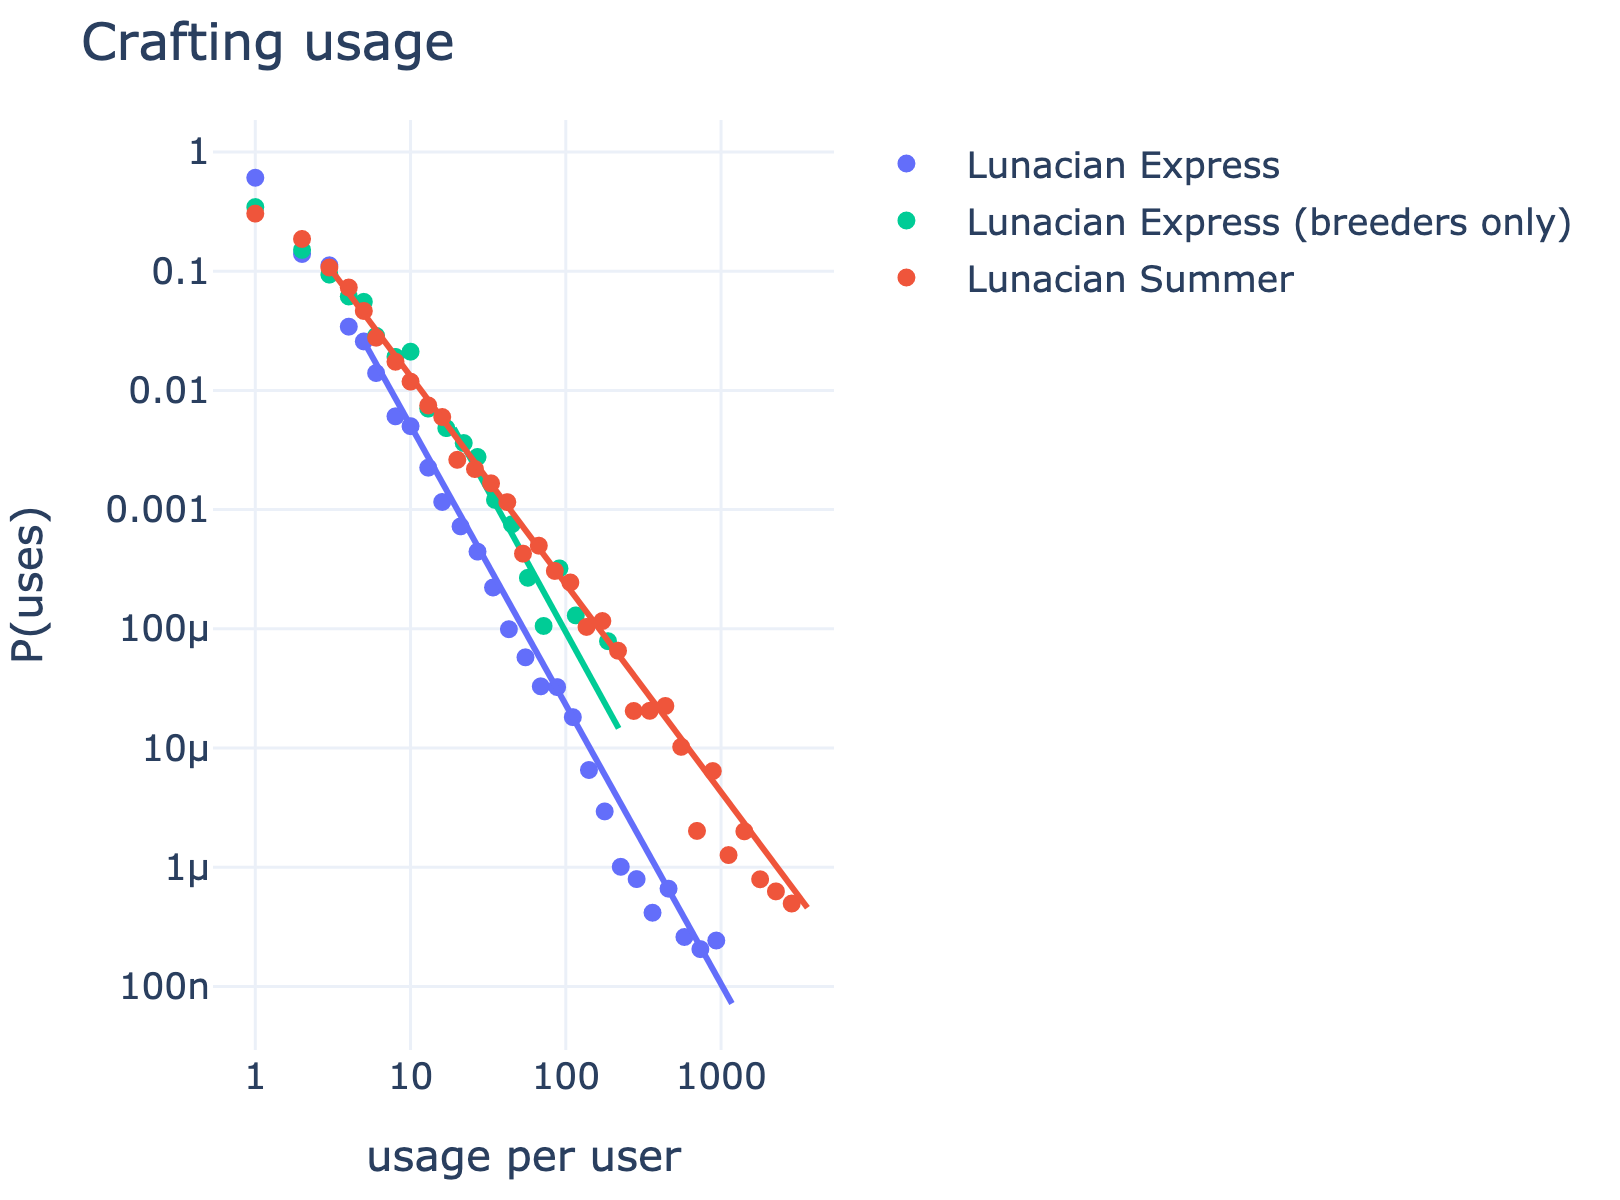 Crafting usage
1
0.1
0.01
0.001
100μ
10μ
1μ
100n
P(uses)
1 10 100 1000
usage per user
Lunacian Express
Lunacian Express (breeders only)
Lunacian Summer